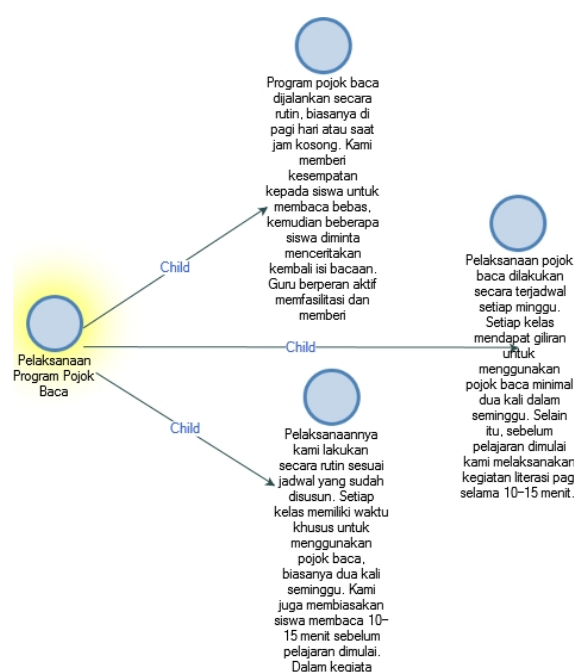 Program pojok baca
dijalankan secara
rutin, biasanya di
pagi hari atau saat
jam kosong. Kami
memberi
kesempatan
kepada siswa untuk
membaca bebas,
kemudian beberapa
siswa diminta
menceritakan
kembali isi bacaan.
Guru berperan aktif
memfasilitasi dan
memberi
Child
Pelaksanaan
Program Pojok
Baca
Child
Pelaksanaan pojok
baca dilakukan
secara terjadwal
setiap minggu.
Setiap kelas
mendapat giliran
untuk
menggunakan
pojok baca minimal
dua kali dalam
seminggu. Selain
itu, sebelum
pelajaran dimulai
kami melaksanakan
kegiatan literasi pag
selama 10-15 menit.
Child
Pelaksanaannya
kami lakukan
secara rutin sesuai
jadwal yang sudah
disusun. Setiap
kelas memiliki waktu
khusus untuk
menggunakan
pojok baca,
biasanya dua kali
seminggu. Kami
juga membiasakan
siswa membaca 10-
15 menit sebelum
pelajaran dimulai.
Dalam kegiata